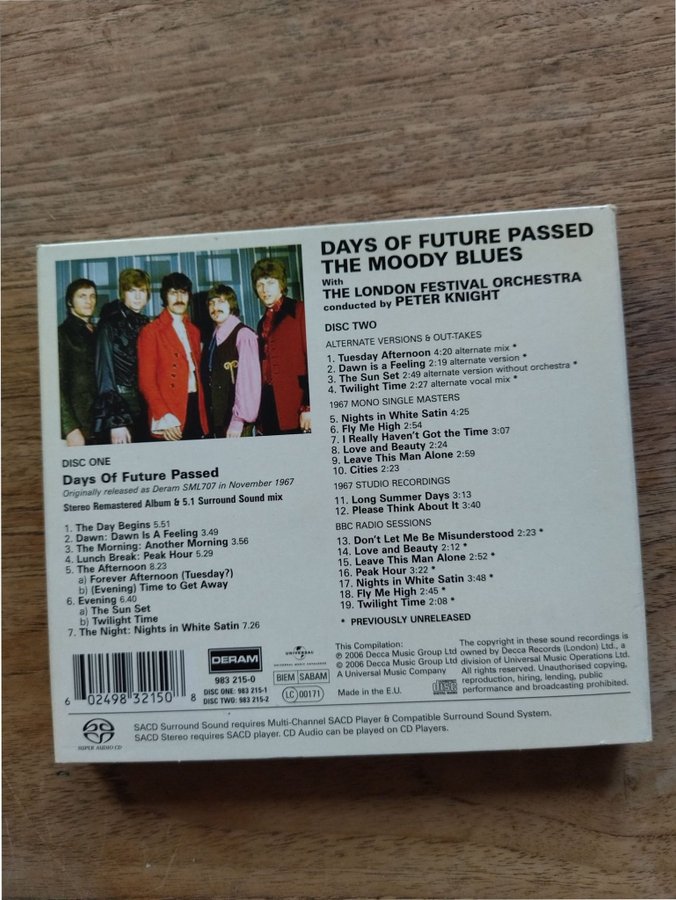 DAYS OF FUTURE PASSED
THE MOODY BLUES
With
THE LONDON FESTIVAL ORCHESTRA
conducted by PETER KNIGHT
DISC ONE
Days Of Future Passed
Originally released as Deram SML707 in November 1967
Stereo Remastered Album & 5.1 Surround Sound mix
1. The Day Begins 5.51
2. Dawn: Dawn Is A Feeling 3.49
3. The Morning: Another Morning 3.56
4. Lunch Break: Peak Hour 5.29
5. The Afternoon 8.23
a) Forever Afternoon (Tuesday?)
b) (Evening) Time to Get Away
6. Evening 6.40
a) The Sun Set
b) Twilight Time
7. The Night: Nights in White Satin 7.26
DISC TWO
ALTERNATE VERSIONS & OUT-TAKES
1. Tuesday Afternoon 4:20 alternate mix *
2. Dawn is a Feeling 2:19 alternate version *
3. The Sun Set 2:49 alternate version without orchestra *
4. Twilight Time 2:27 alternate vocal mix *
1967 MONO SINGLE MASTERS
5. Nights in White Satin 4:25
6. Fly Me High 2:54
7. I Really Haven't Got the Time 3:07
8. Love and Beauty 2:24
9. Leave This Man Alone 2:59
10. Cities 2:23
1967 STUDIO RECORDINGS
11. Long Summer Days 3:13
12. Please Think About It 3:40
BBC RADIO SESSIONS
13. Don't Let Me Be Misunderstood 2:23 *
14. Love and Beauty 2:12 *
15. Leave This Man Alone 2:52 *
16. Peak Hour 3:22 *
17. Nights in White Satin 3:48 *
18. Fly Me High 2:45 *
19. Twilight Time 2:08 *
* PREVIOUSLY UNRELEASED
6 02498 32150 8
DERAM
983 215-0
DISC ONE: 983 215-1
DISC TWO: 983 215-2
UNIVERSAL
UNIVERSAL MUSIC CATALOGUE
BIEM SABAM
LC 00171
This Compilation:
℗ 2006 Decca Music Group Ltd
© 2006 Decca Music Group Ltd
A Universal Music Company
Made in the E.U.
COMPACT disc DIGITAL AUDIO
The copyright in these sound recordings is
owned by Decca Records (London) Ltd., a
division of Universal Music Operations Ltd.
All rights reserved. Unauthorised copying,
reproduction, hiring, lending, public
performance and broadcasting prohibited.
SUPER AUDIO CD
SACD Surround Sound requires Multi-Channel SACD Player & Compatible Surround Sound System.
SACD Stereo requires SACD player. CD Audio can be played on CD Players.